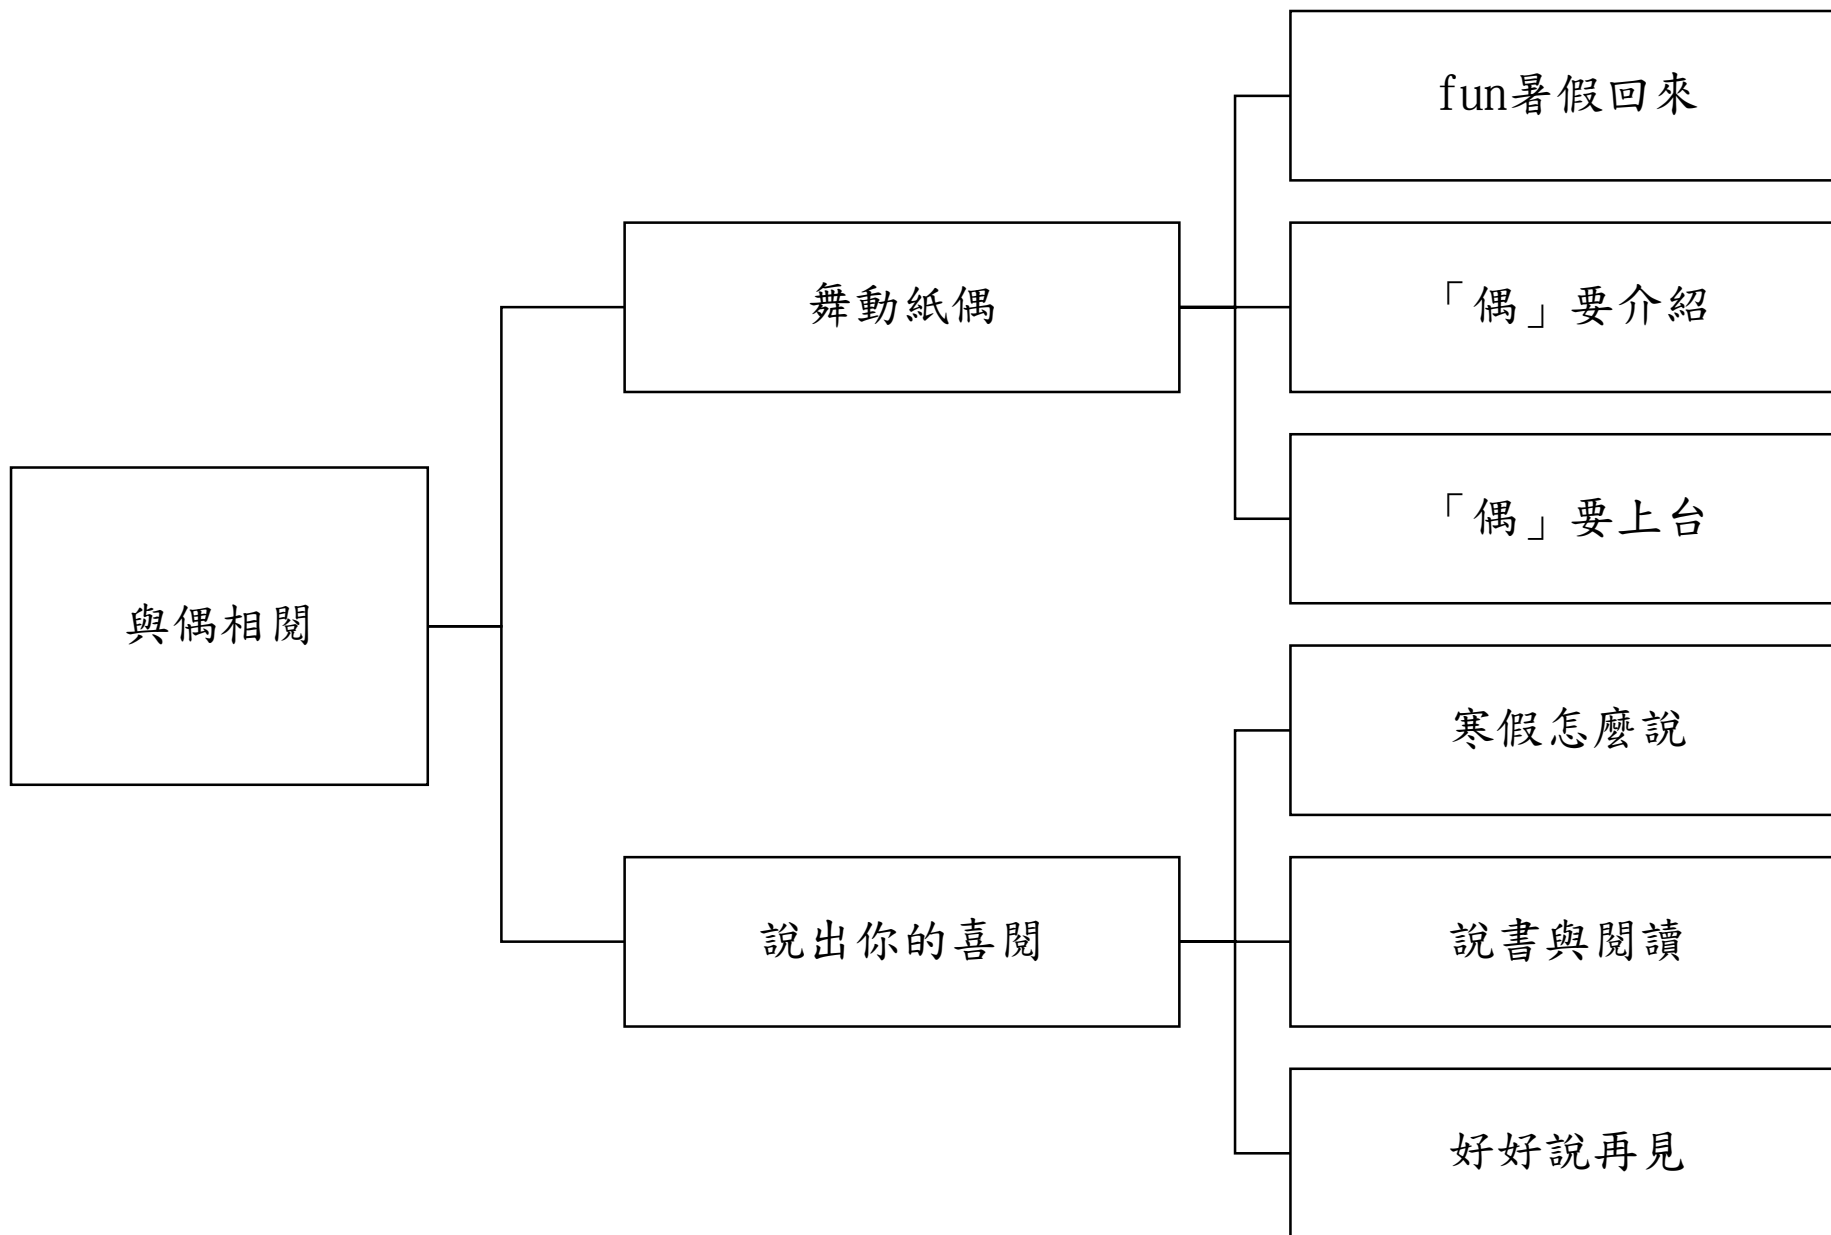 fun暑假回來
舞動紙偶
「偶」要介紹
「偶」要上台
與偶相閱
寒假怎麼說
說出你的喜閱
說書與閱讀
好好說再見